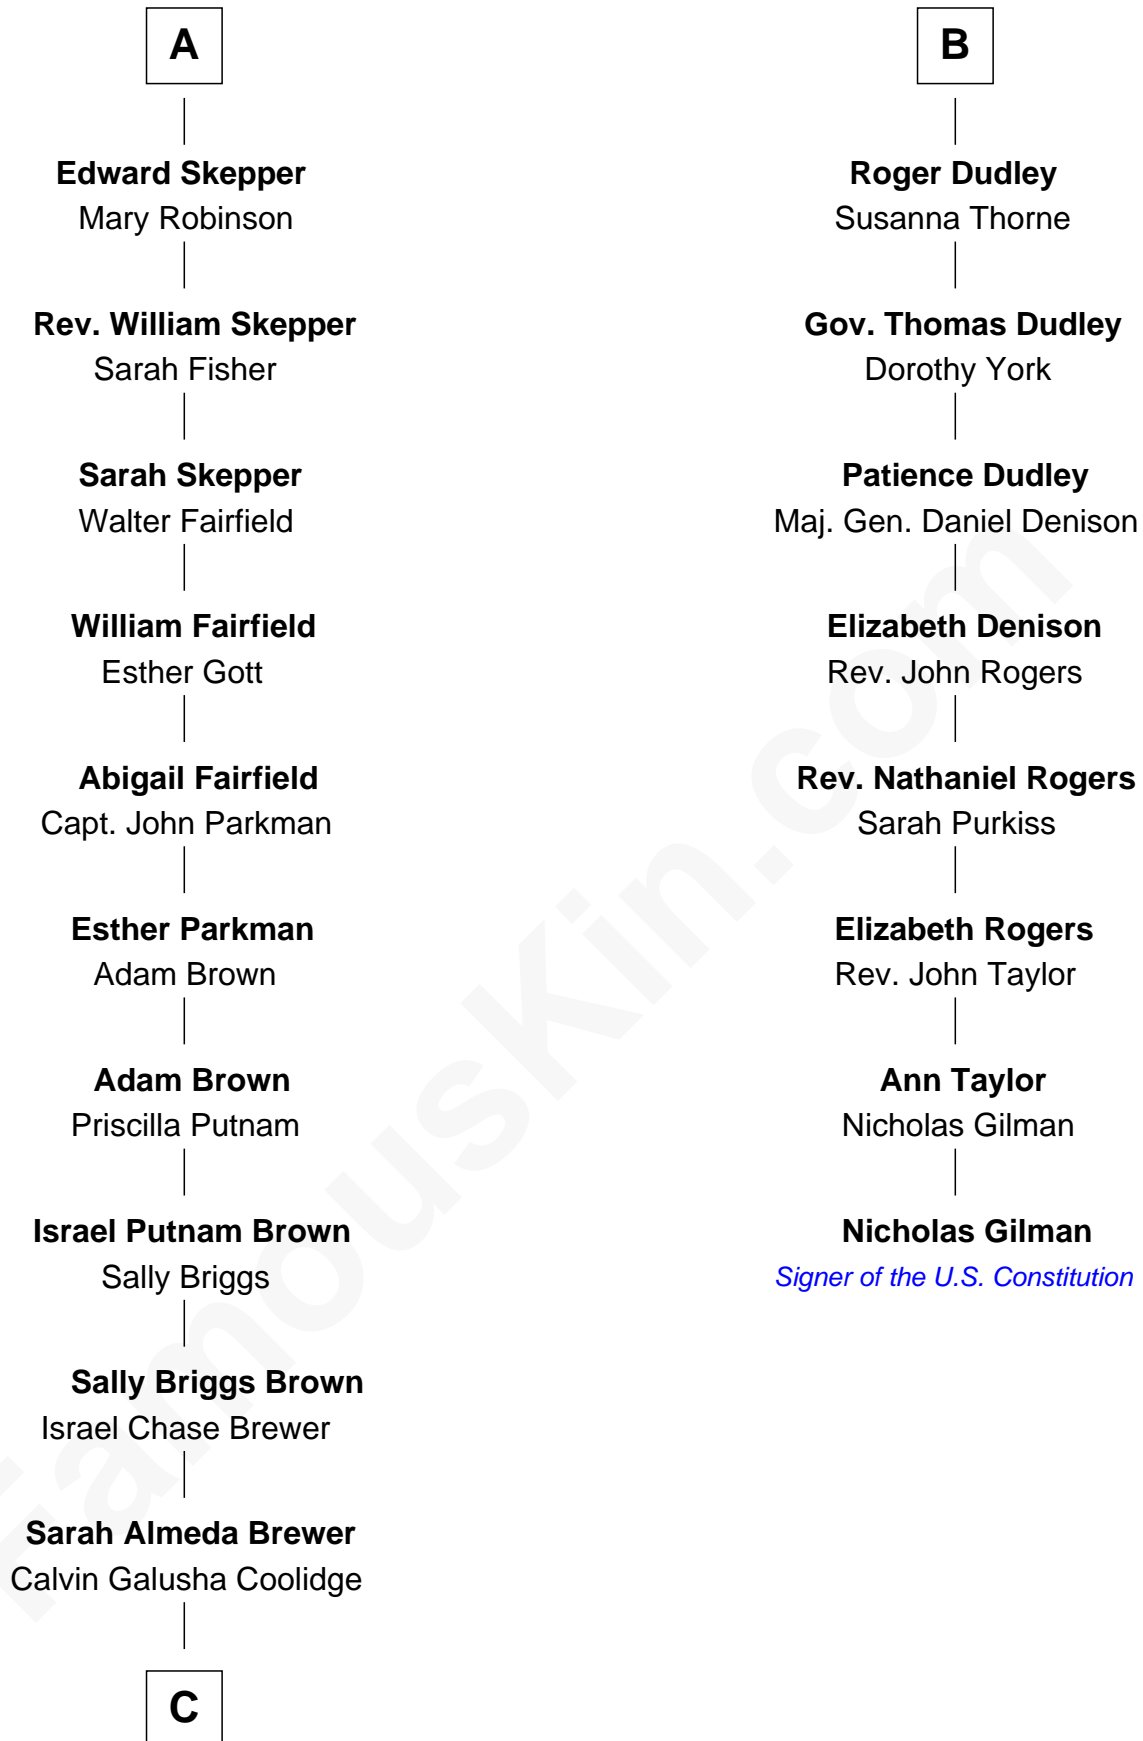 A
Edward Skepper
Mary Robinson
Rev. William Skepper
Sarah Fisher
Sarah Skepper
Walter Fairfield
William Fairfield
Esther Gott
Abigail Fairfield
Capt. John Parkman
Esther Parkman
Adam Brown
Adam Brown
Priscilla Putnam
Israel Putnam Brown
Sally Briggs
Sally Briggs Brown
Israel Chase Brewer
Sarah Almeda Brewer
Calvin Galusha Coolidge
C
B
Roger Dudley
Susanna Thorne
Gov. Thomas Dudley
Dorothy York
Patience Dudley
Maj. Gen. Daniel Denison
Elizabeth Denison
Rev. John Rogers
Rev. Nathaniel Rogers
Sarah Purkiss
Elizabeth Rogers
Rev. John Taylor
Ann Taylor
Nicholas Gilman
Nicholas Gilman
Signer of the U.S. Constitution
FamousKin.com